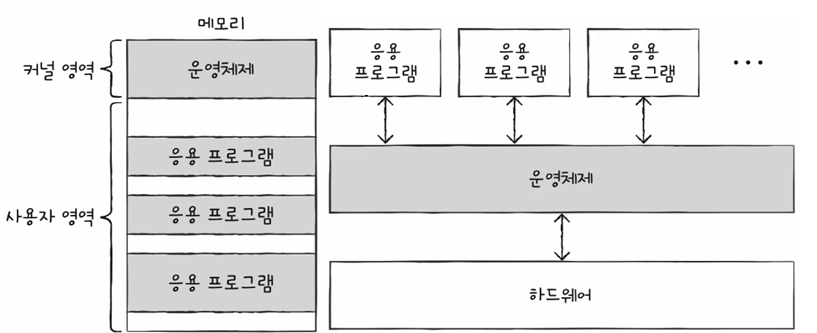 메모리
커널 영역
운영체제
사용자 영역
응용 프로그램
응용 프로그램
응용 프로그램
응용
프로그램
응용
프로그램
응용
프로그램
...
운영체제
하드웨어